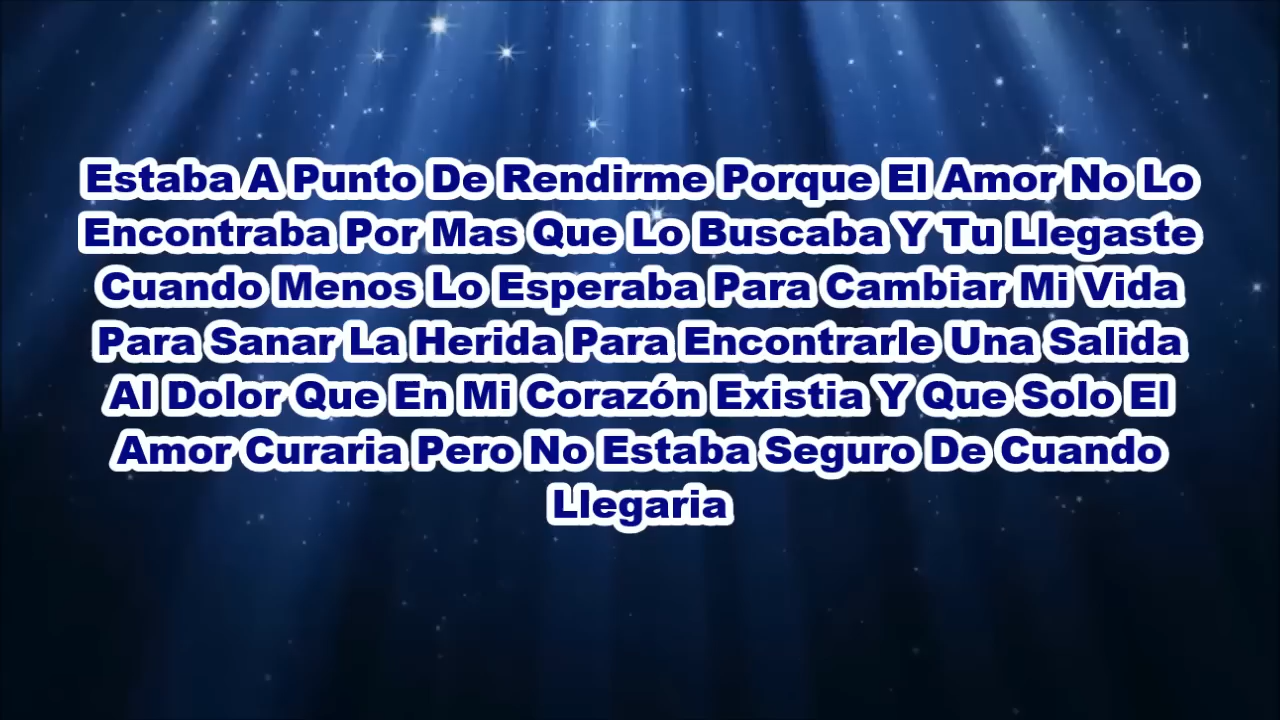 Estaba A Punto De Rendirme Porque El Amor No Lo
Encontraba Por Mas Que Lo Buscaba Y Tu Llegaste
Cuando Menos Lo Esperaba Para Cambiar Mi Vida
Para Sanar La Herida Para Encontrarle Una Salida
Al Dolor Que En Mi Corazón Existia Y Que Solo El
Amor Curaria Pero No Estaba Seguro De Cuando
Llegaria